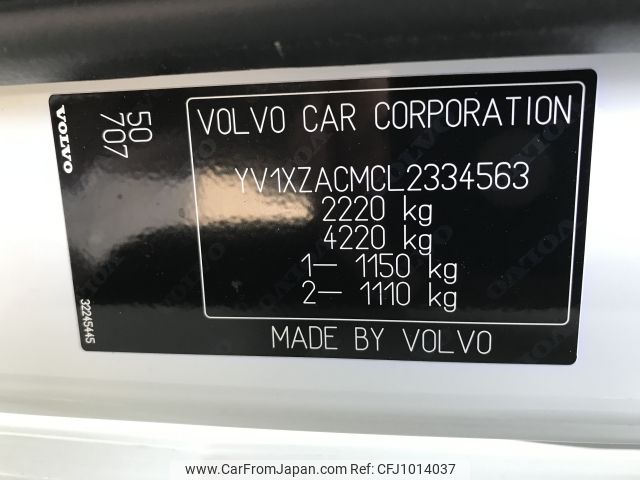 VOLVO
50
707
32245445
VOLVO CAR CORPORATION
YV1XZACMCL2334563
2220 kg
4220 kg
1– 1150 kg
2– 1110 kg
MADE BY VOLVO
www.CarFromJapan.com | Ref. No. CFJ1014037